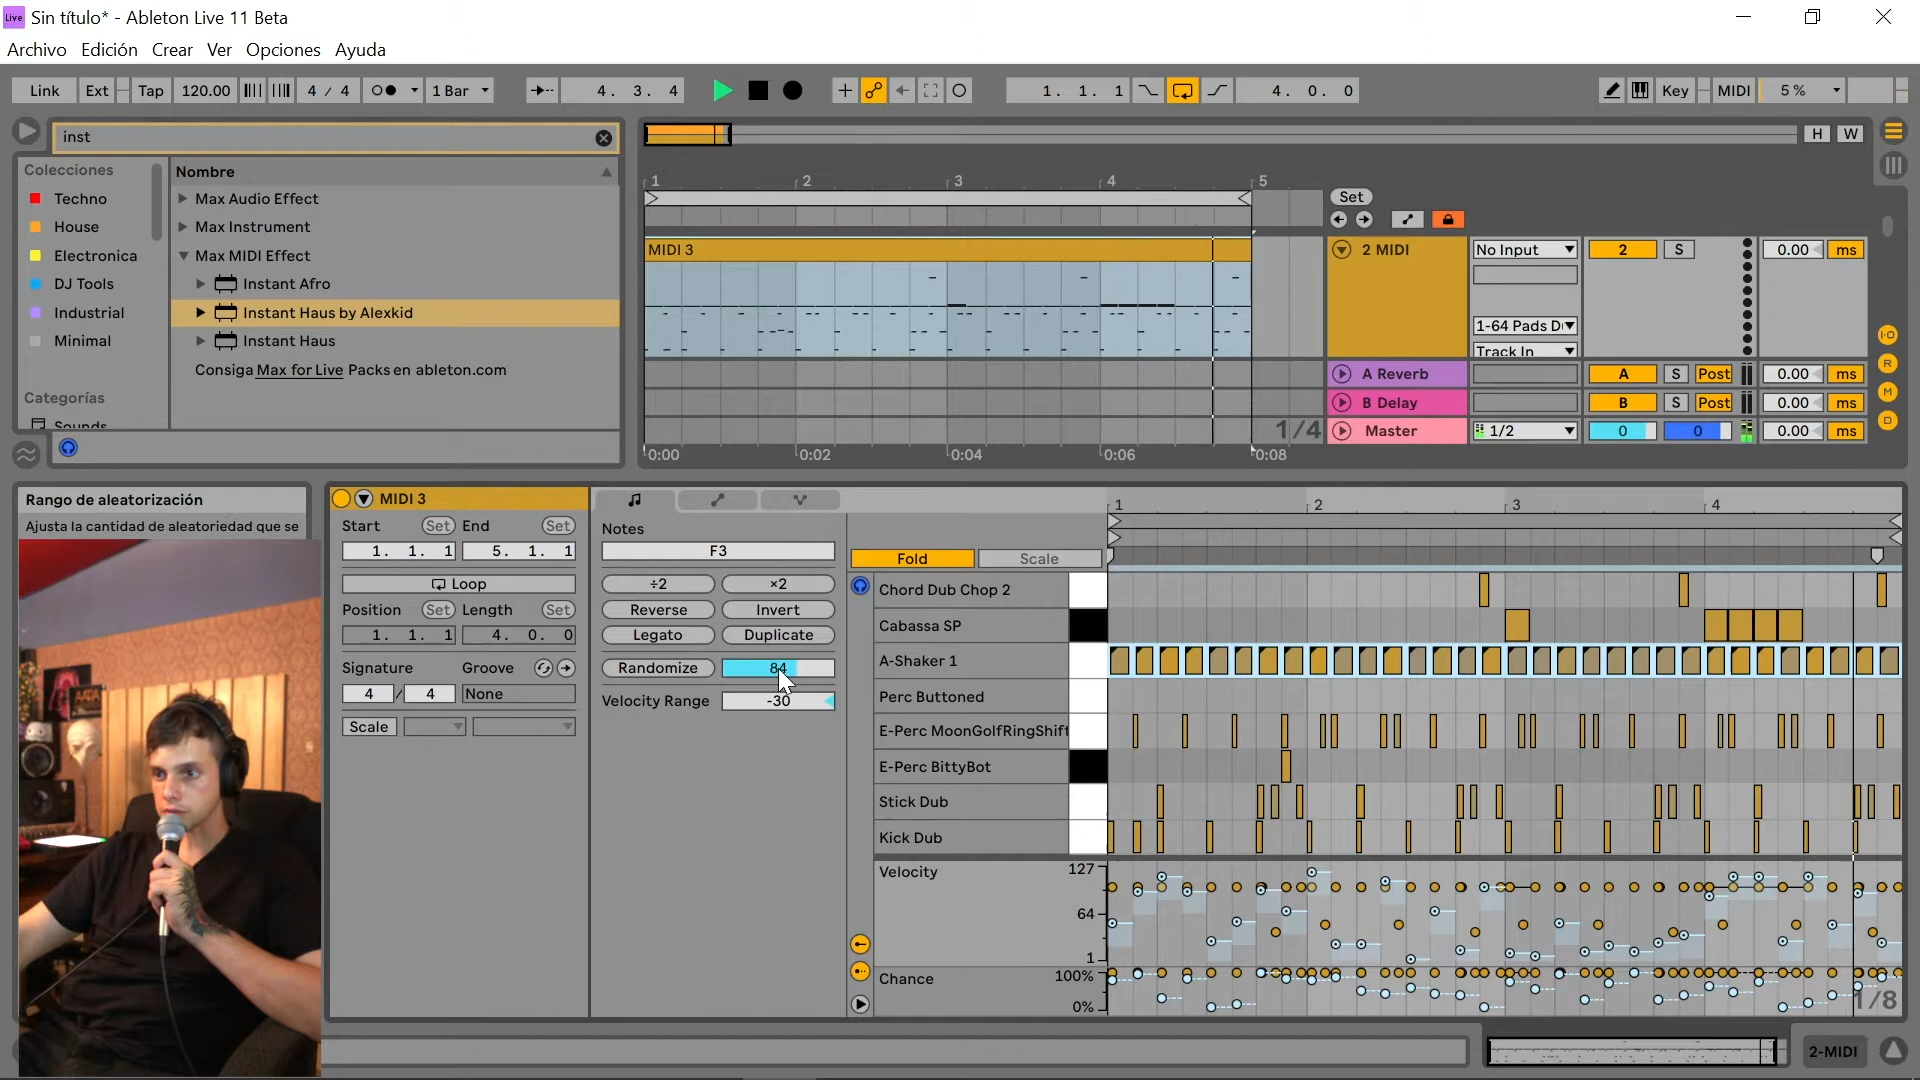 Live Sin título* - Ableton Live 11 Beta
Archivo Edición Crear Ver Opciones Ayuda
Link Ext Tap 120.00 4 / 4 1 Bar 4. 3. 4 1. 1. 1 4. 0. 0 Key MIDI 5 %
inst
H W
Colecciones Nombre
Techno Max Audio Effect
House Max Instrument
Electronica Max MIDI Effect
DJ Tools Instant Afro
Industrial Instant Haus by Alexkid
Minimal Instant Haus
Consiga Max for Live Packs en ableton.com
Categorías
Sounds
1 2 3 4 5
Set
MIDI 3
2 MIDI No Input 2 S 0.00 ms
1-64 Pads D
Track In
A Reverb A S Post 0.00 ms
B Delay B S Post 0.00 ms
1/4 Master 1/2 0 0 0.00 ms
0:00 0:02 0:04 0:06 0:08
I·O
R
M
D
Rango de aleatorización
Ajusta la cantidad de aleatoriedad que se
MIDI 3
Start Set End Set
1. 1. 1 5. 1. 1
Loop
Position Set Length Set
1. 1. 1 4. 0. 0
Signature Groove
4 / 4 None
Scale
Notes
F3
÷2 ×2
Reverse Invert
Legato Duplicate
Randomize 84
Velocity Range -30
1 2 3 4
Fold Scale
Chord Dub Chop 2
Cabassa SP
A-Shaker 1
Perc Buttoned
E-Perc MoonGolfRingShift
E-Perc BittyBot
Stick Dub
Kick Dub
Velocity 127
64
1
Chance 100%
0%
1/8
2-MIDI